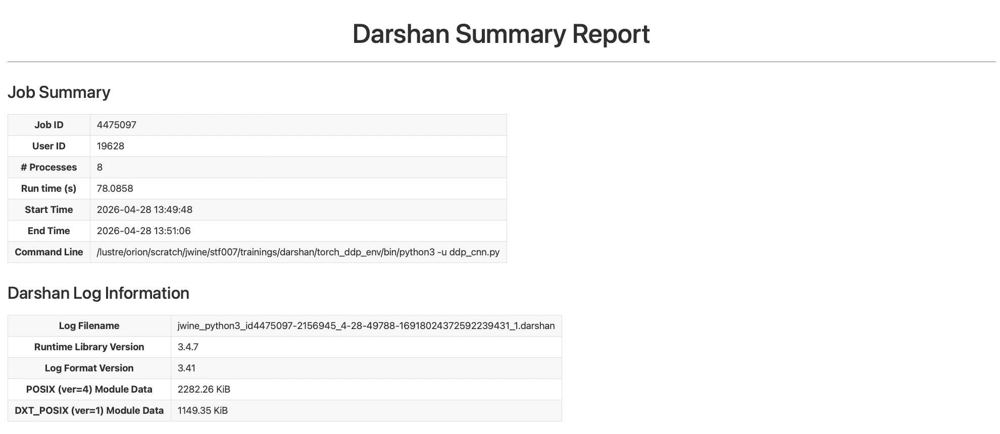 Darshan Summary Report
Job Summary
Job ID 4475097
User ID 19628
# Processes 8
Run time (s) 78.0858
Start Time 2026-04-28 13:49:48
End Time 2026-04-28 13:51:06
Command Line /lustre/orion/scratch/jwine/stf007/trainings/darshan/torch_ddp_env/bin/python3 -u ddp_cnn.py
Darshan Log Information
Log Filename jwine_python3_id4475097-2156945_4-28-49788-16918024372592239431_1.darshan
Runtime Library Version 3.4.7
Log Format Version 3.41
POSIX (ver=4) Module Data 2282.26 KiB
DXT_POSIX (ver=1) Module Data 1149.35 KiB